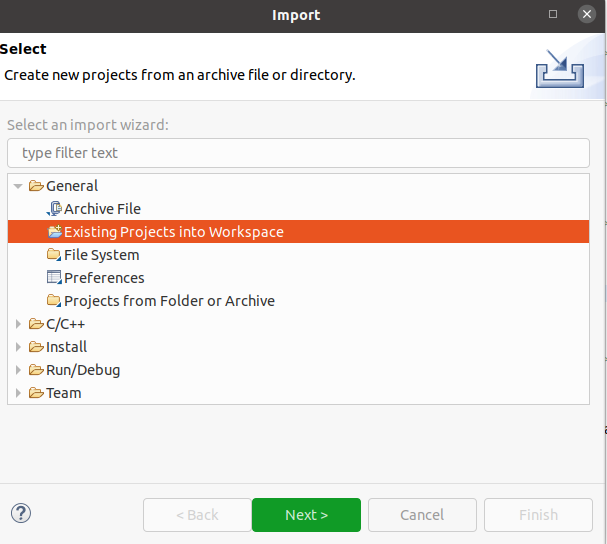 Import
Select
Create new projects from an archive file or directory.
Select an import wizard:
type filter text
General
Archive File
Existing Projects into Workspace
File System
Preferences
Projects from Folder or Archive
C/C++
Install
Run/Debug
Team
< Back
Next >
Cancel
Finish